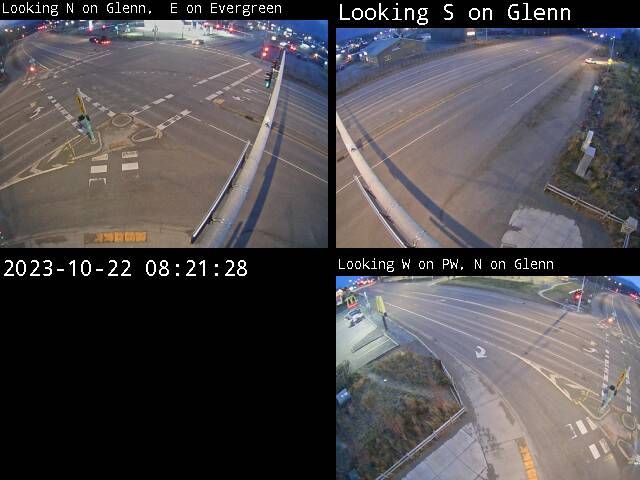 Looking N on Glenn,  E on Evergreen
Looking S on Glenn
2023-10-22 08:21:28
Looking W on PW, N on Glenn